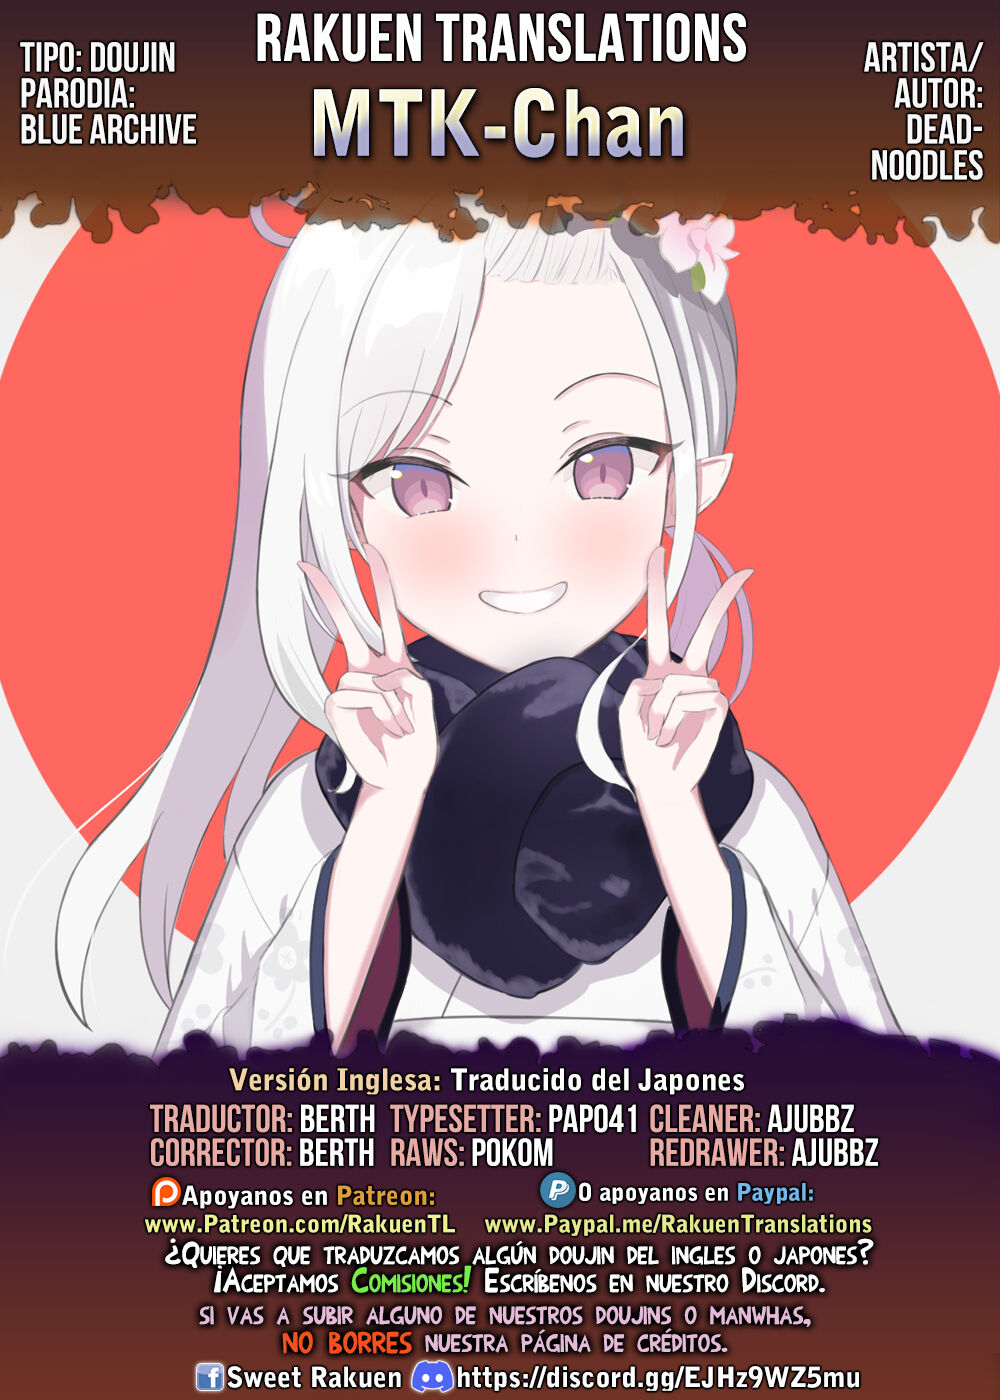 RAKUEN TRANSLATIONS
MTK-Chan
TIPO: DOUJIN
PARODIA:
BLUE ARCHIVE
ARTISTA/
AUTOR:
DEAD-
NOODLES
Versión Inglesa: Traducido del Japones
TRADUCTOR: BERTH TYPESETTER: PAPO41 CLEANER: AJUBBZ
CORRECTOR: BERTH RAWS: POKOM REDRAWER: AJUBBZ
Apoyanos en Patreon: O apoyanos en Paypal:
www.Patreon.com/RakuenTL www.Paypal.me/RakuenTranslations
¿QUIERES QUE TRADUZCAMOS ALGÚN DOUJIN DEL INGLES O JAPONES?
¡ACEPTAMOS COMISIONES! ESCRÍBENOS EN NUESTRO DISCORD.
SI VAS A SUBIR ALGUNO DE NUESTROS DOUJINS O MANWHAS,
NO BORRES NUESTRA PÁGINA DE CRÉDITOS.
Sweet Rakuen https://discord.gg/EJHz9WZ5mu